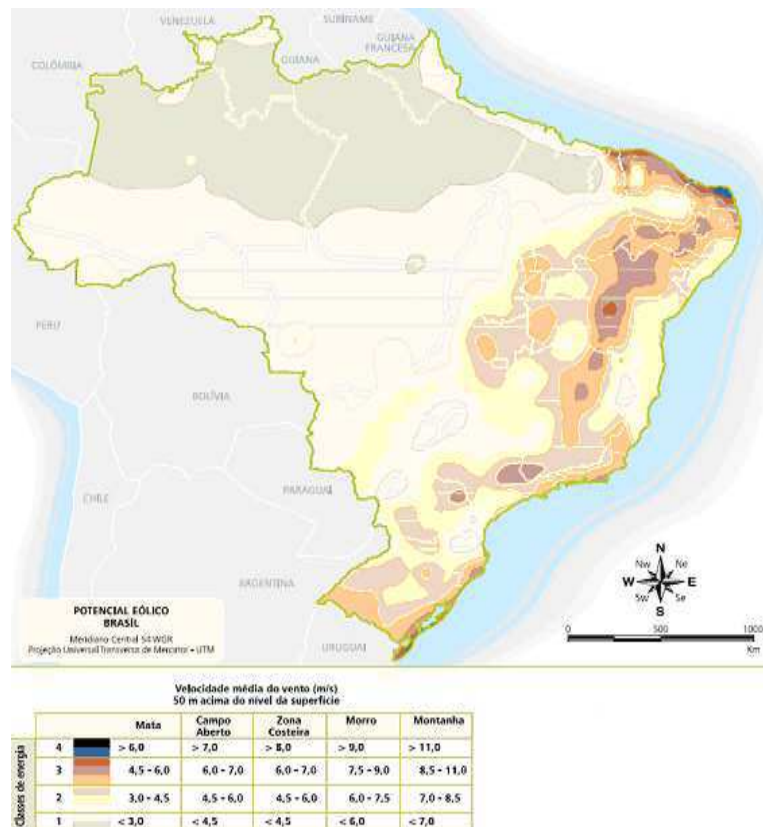 VENEZUELA
SURINAME
GUIANA
FRANCESA
GUIANA
COLÔMBIA
PERU
BOLÍVIA
CHILE
PARAGUAI
ARGENTINA
URUGUAI
POTENCIAL EÓLICO
BRASIL
Meridiano Central 54 WGR
Projeção Universal Transversa de Mercator - UTM
N
Nw Ne
W E
Sw Se
S
0 500 1000
Km
Velocidade média do vento (m/s)
50 m acima do nível da superfície
Mata Campo Aberto Zona Costeira Morro Montanha
Classes de energia
4 > 6,0 > 7,0 > 8,0 > 9,0 > 11,0
3 4,5 - 6,0 6,0 - 7,0 6,0 - 7,0 7,5 - 9,0 8,5 - 11,0
2 3,0 - 4,5 4,5 - 6,0 4,5 - 6,0 6,0 - 7,5 7,0 - 8,5
1 < 3,0 < 4,5 < 4,5 < 6,0 < 7,0